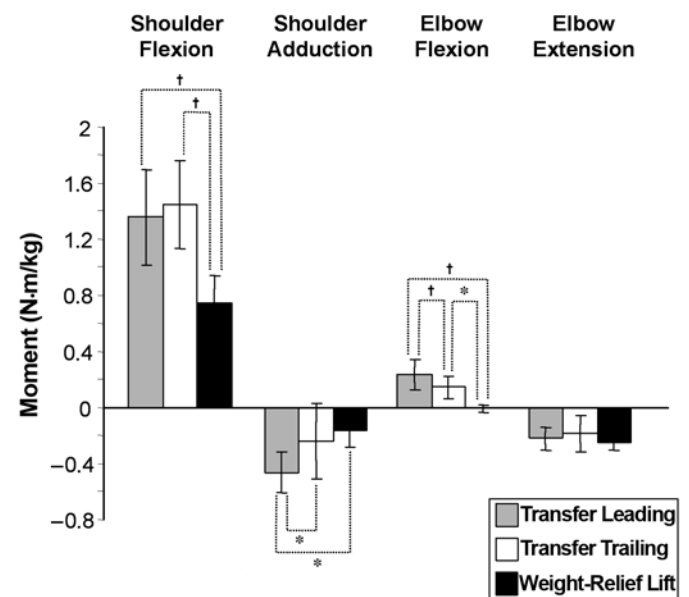 Shoulder Flexion
Shoulder Adduction
Elbow Flexion
Elbow Extension
†
†
2
1.6
1.2
0.8
0.4
0
–0.4
–0.8
Moment (N·m/kg)
†
†
*
*
*
Transfer Leading
Transfer Trailing
Weight-Relief Lift